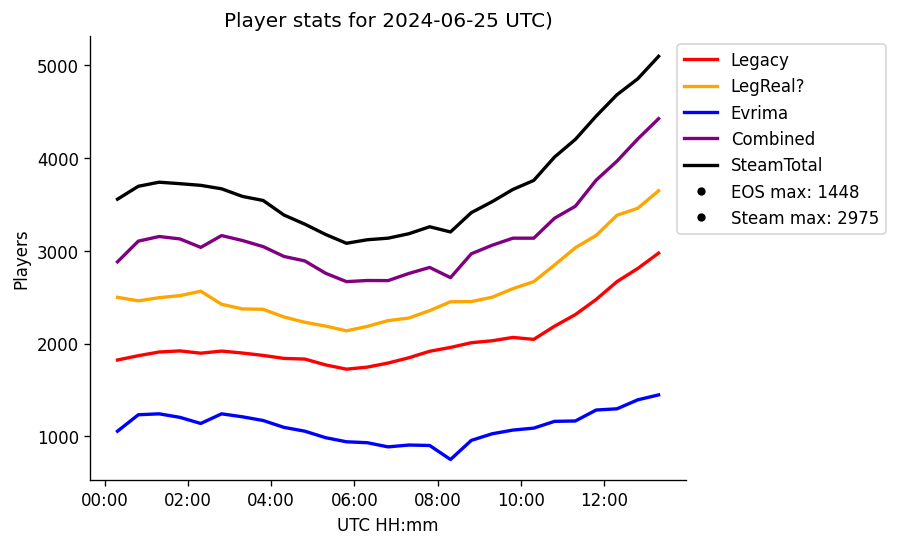 Player stats for 2024-06-25 UTC)
Players
5000
4000
3000
2000
1000
00:00 02:00 04:00 06:00 08:00 10:00 12:00
UTC HH:mm
Legacy
LegReal?
Evrima
Combined
SteamTotal
EOS max: 1448
Steam max: 2975